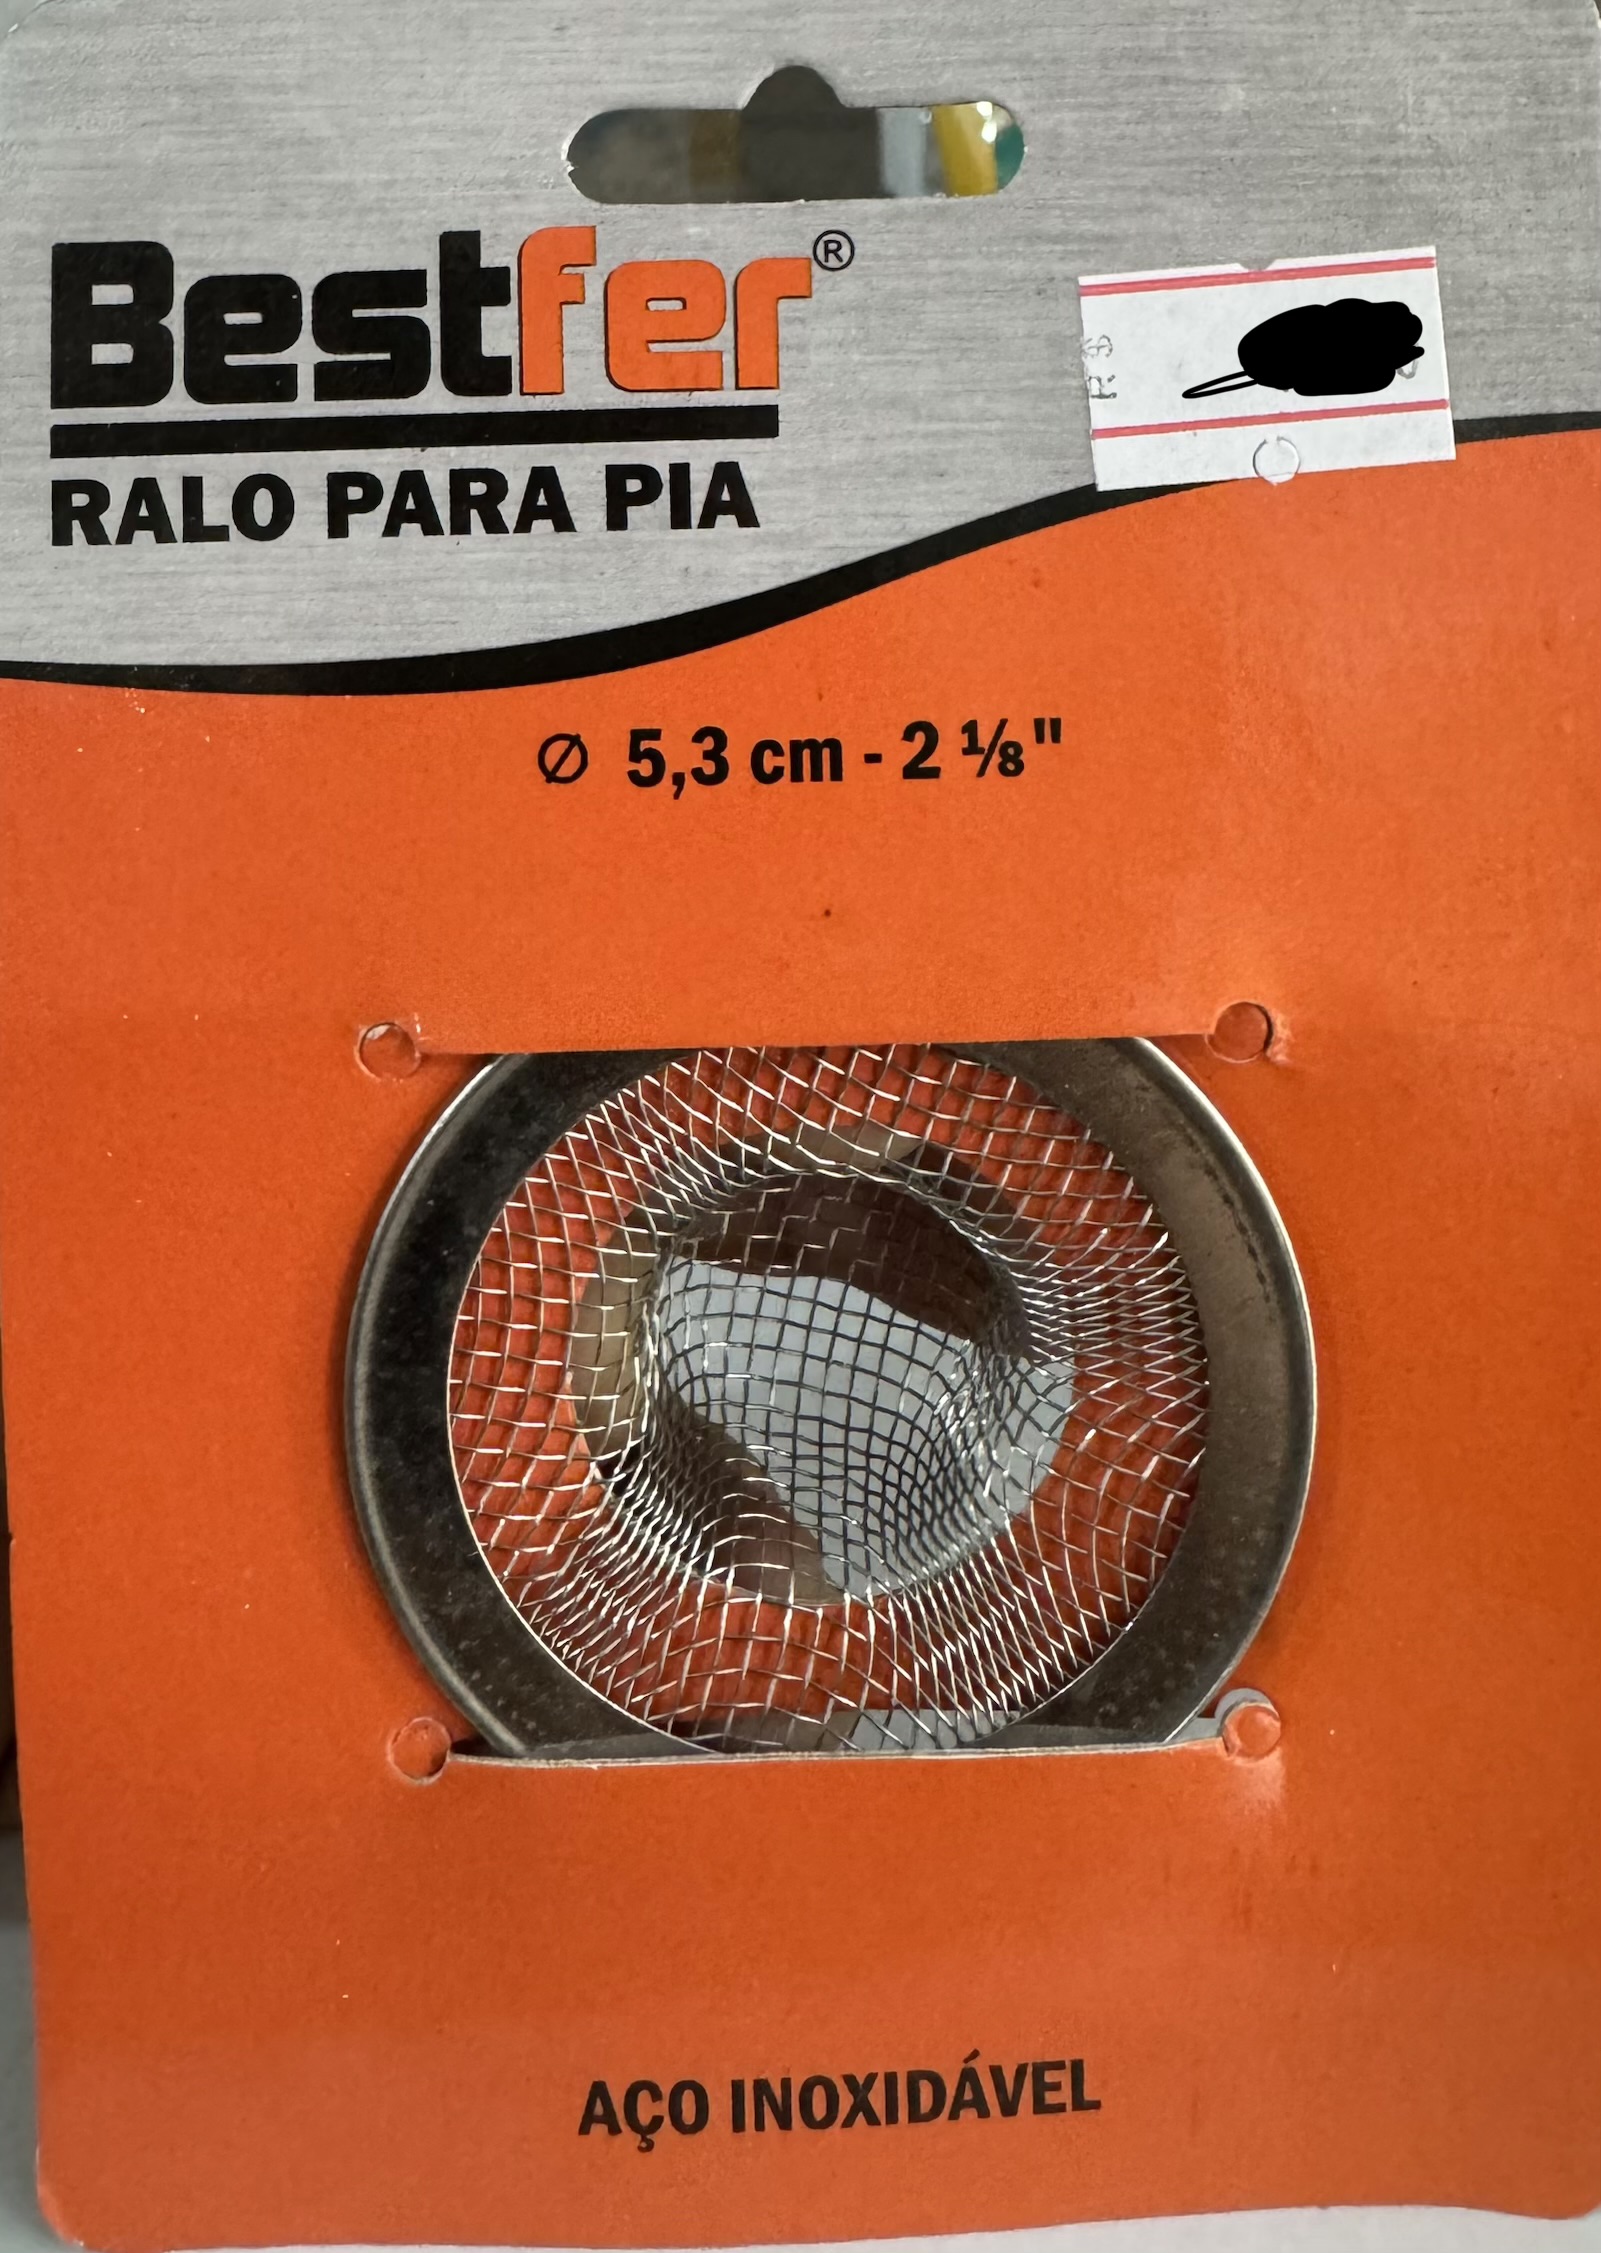 Bestfer®
R$
RALO PARA PIA
Ø 5,3 cm - 2 ⅛"
AÇO INOXIDÁVEL